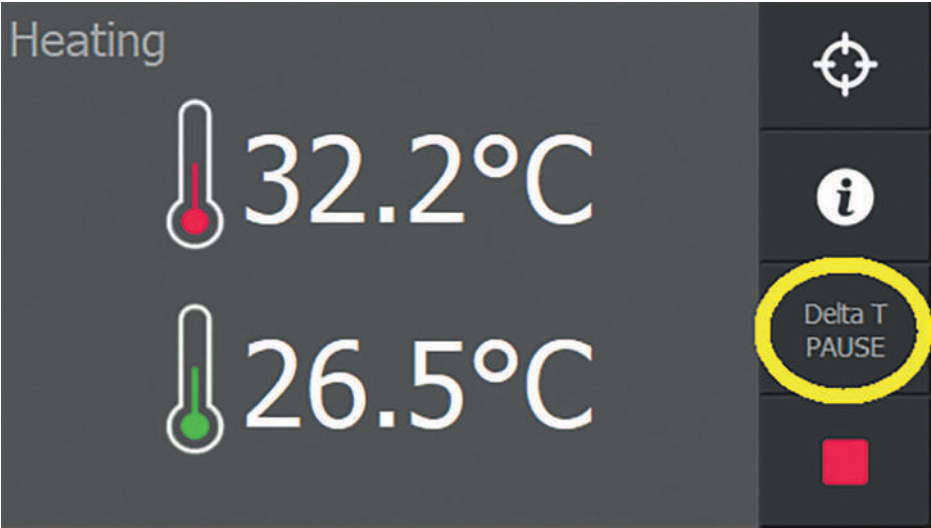 Heating
32.2°C
26.5°C
i
Delta T
PAUSE